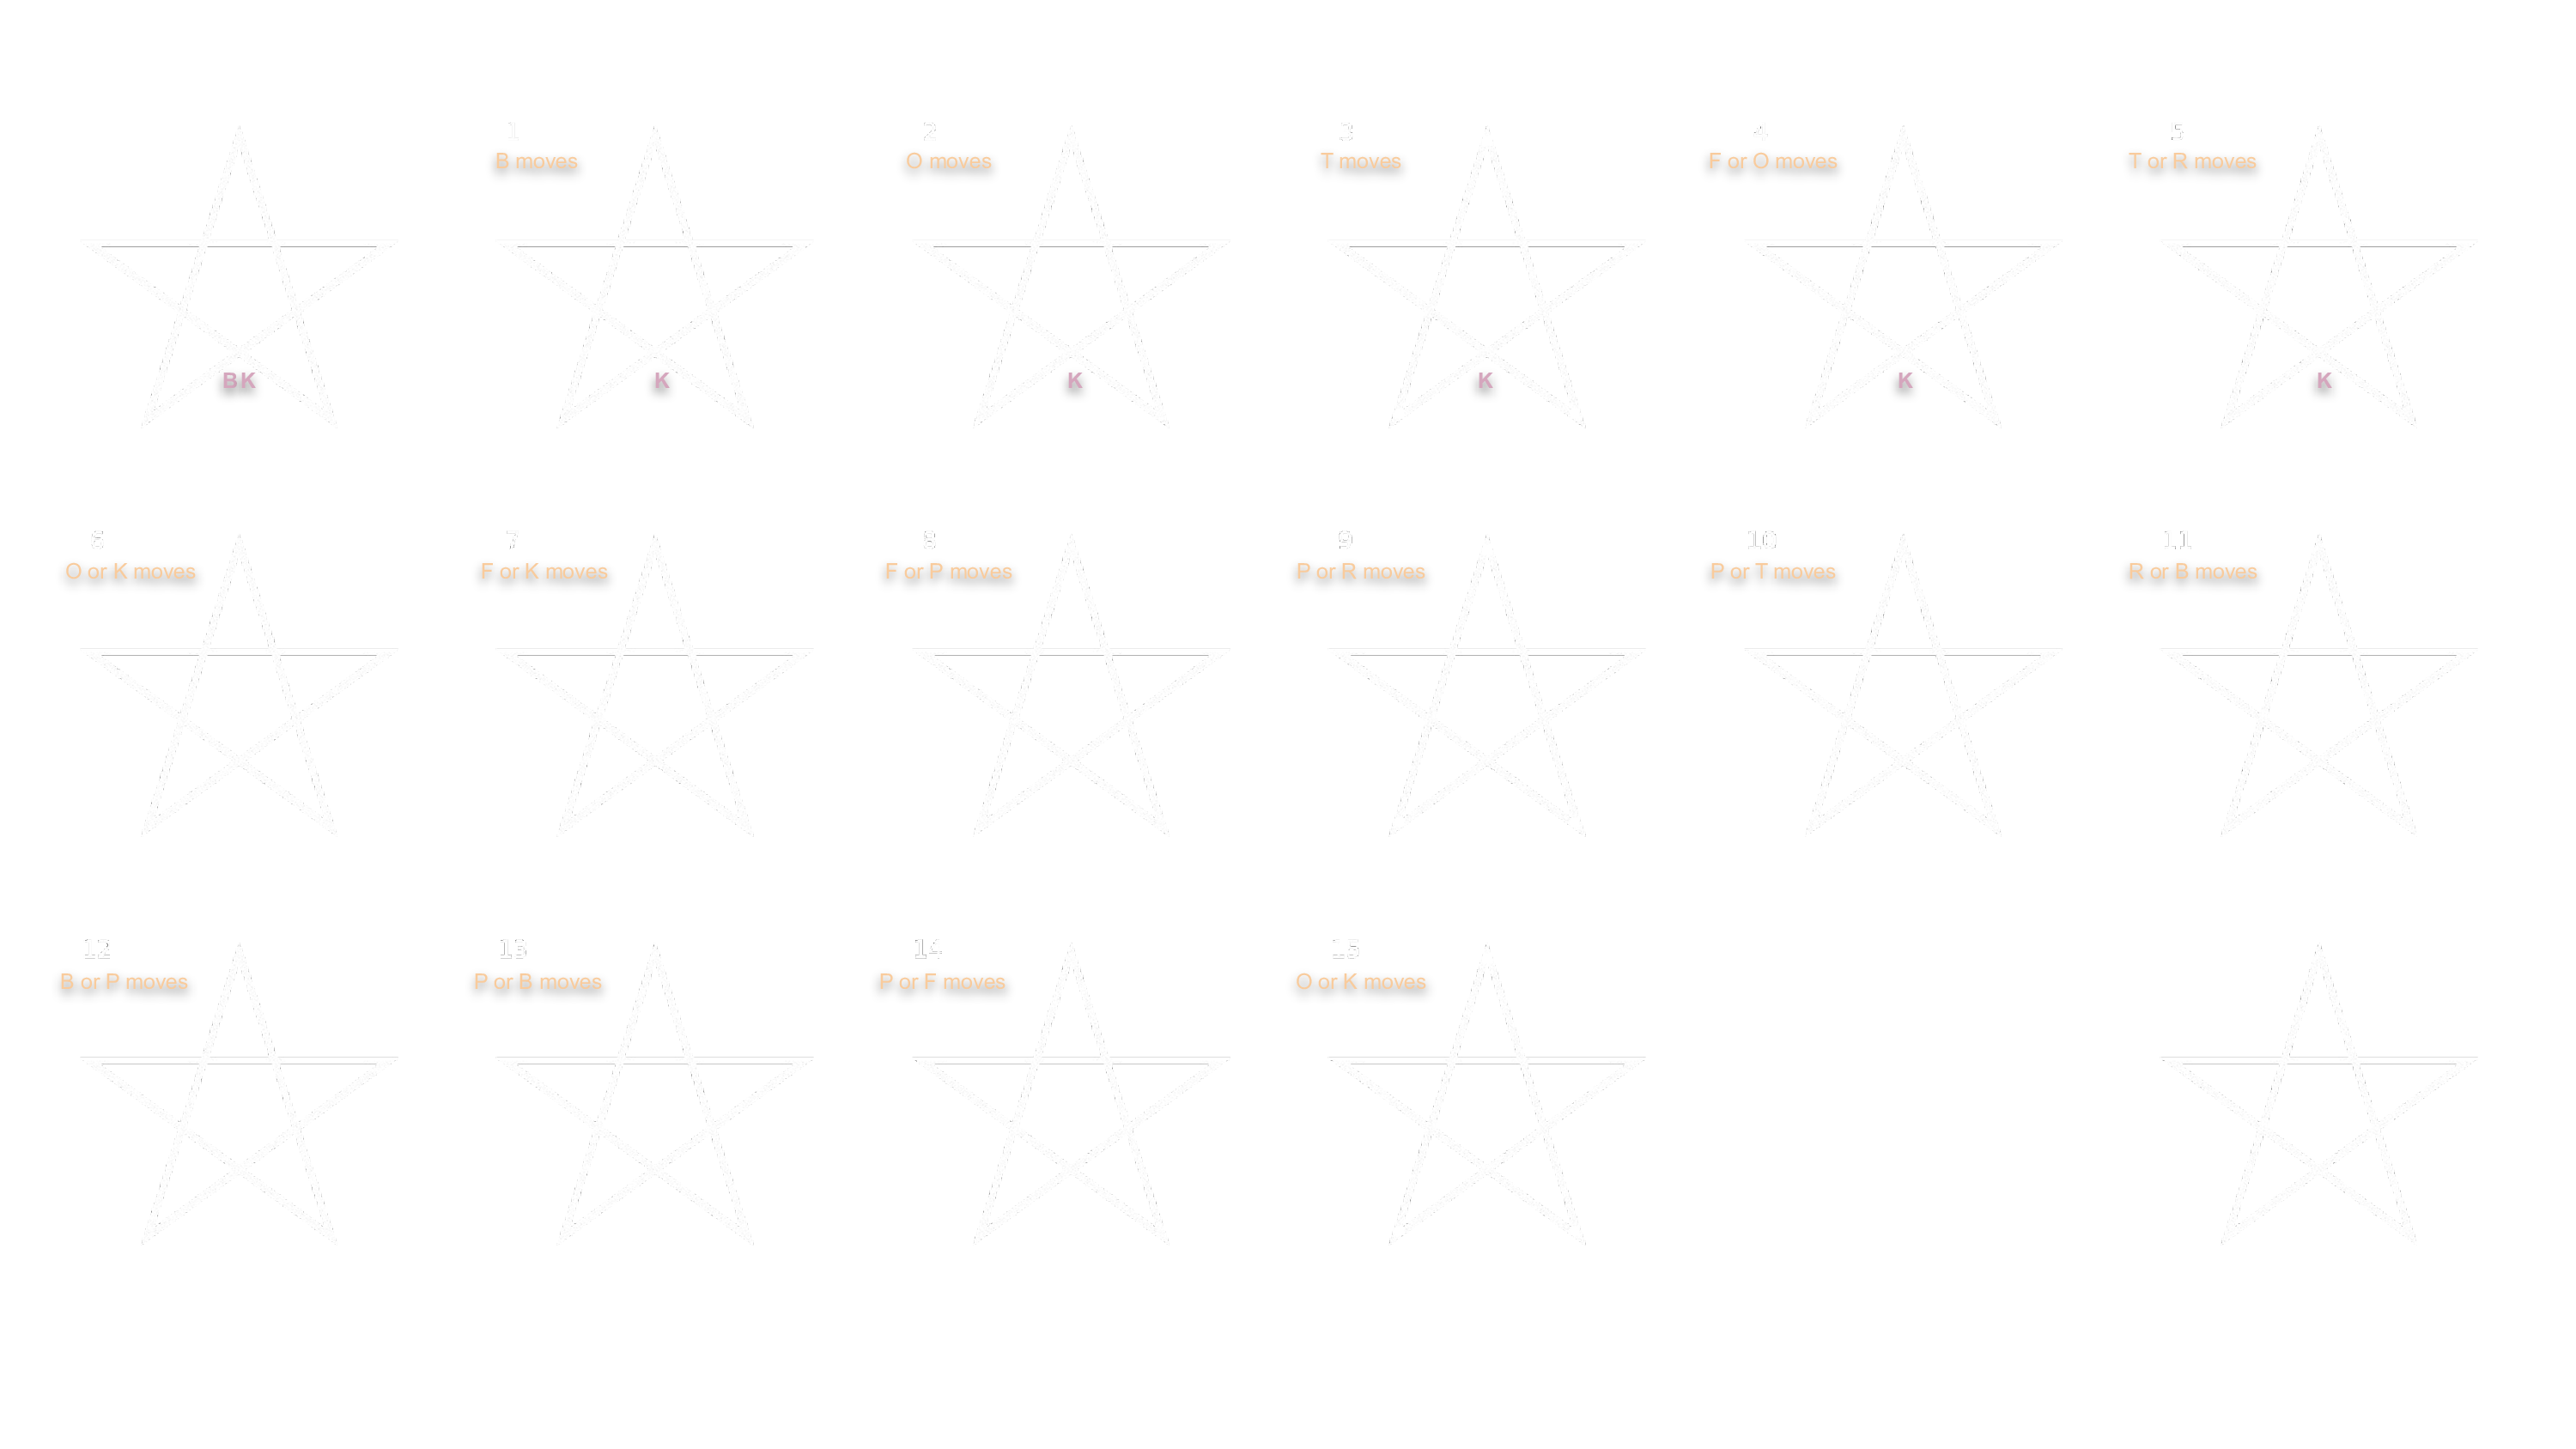 1
B moves
2
O moves
3
T moves
4
F or O moves
5
T or R moves
BK
K
K
K
K
K
6
O or K moves
7
F or K moves
8
F or P moves
9
P or R moves
10
P or T moves
11
R or B moves
12
B or P moves
13
P or B moves
14
P or F moves
15
O or K moves